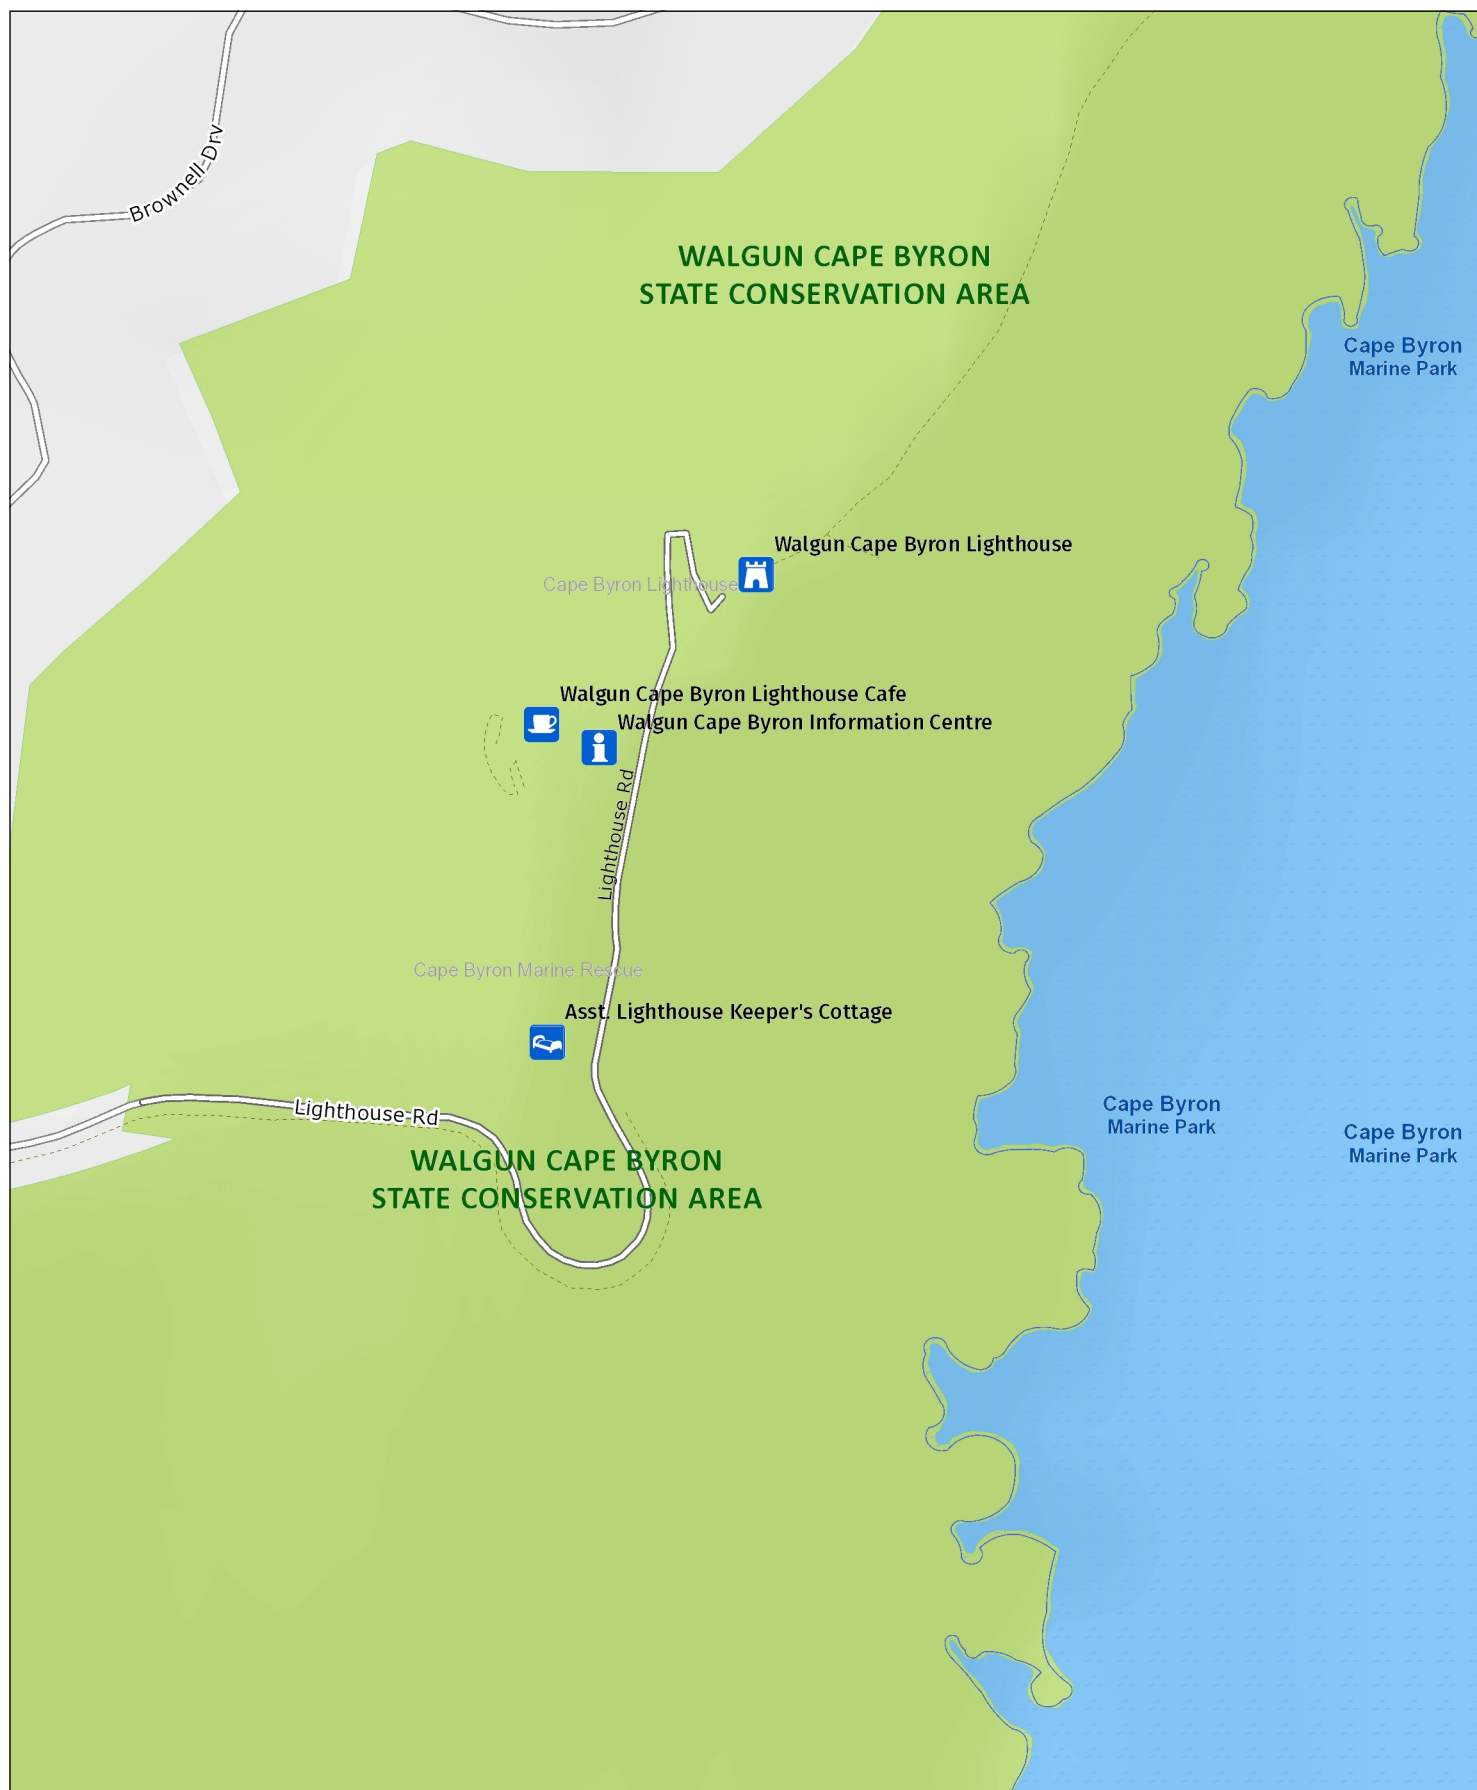 Brownell Drv
WALGUN CAPE BYRON
STATE CONSERVATION AREA
Cape Byron
Marine Park
Walgun Cape Byron Lighthouse
Cape Byron Lighthouse
Walgun Cape Byron Lighthouse Cafe
Walgun Cape Byron Information Centre
Lighthouse Rd
Cape Byron Marine Rescue
Asst. Lighthouse Keeper's Cottage
Lighthouse Rd
Cape Byron
Marine Park
Cape Byron
Marine Park
WALGUN CAPE BYRON
STATE CONSERVATION AREA